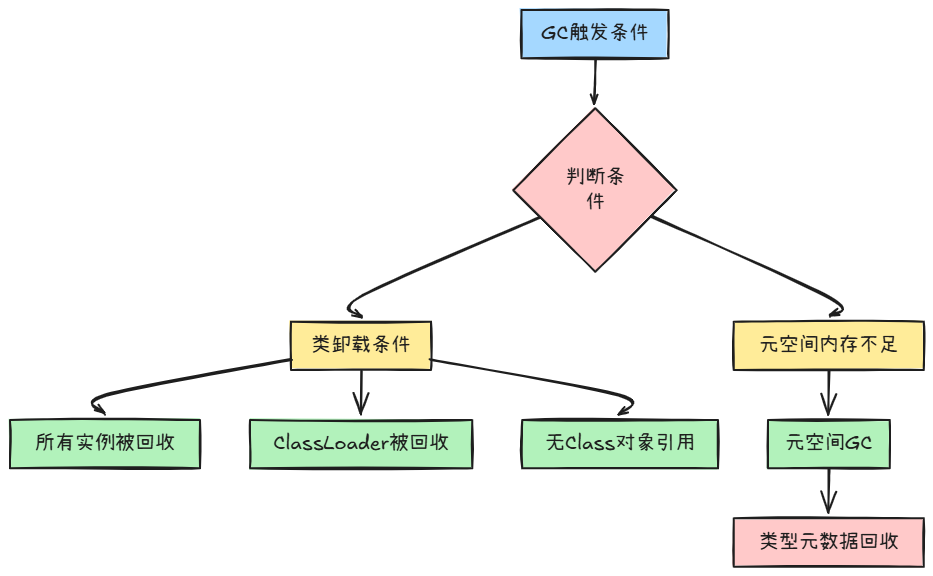 GC触发条件
判断条
件
类卸载条件
元空间内存不足
所有实例被回收
ClassLoader被回收
无Class对象引用
元空间GC
类型元数据回收